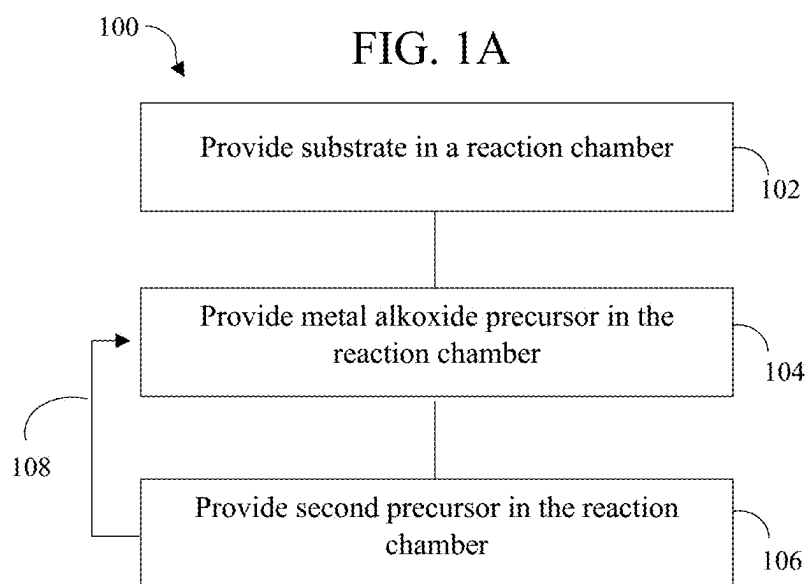 100
FIG. 1A
Provide substrate in a reaction chamber
102
Provide metal alkoxide precursor in the
reaction chamber
104
108
Provide second precursor in the reaction
chamber
106